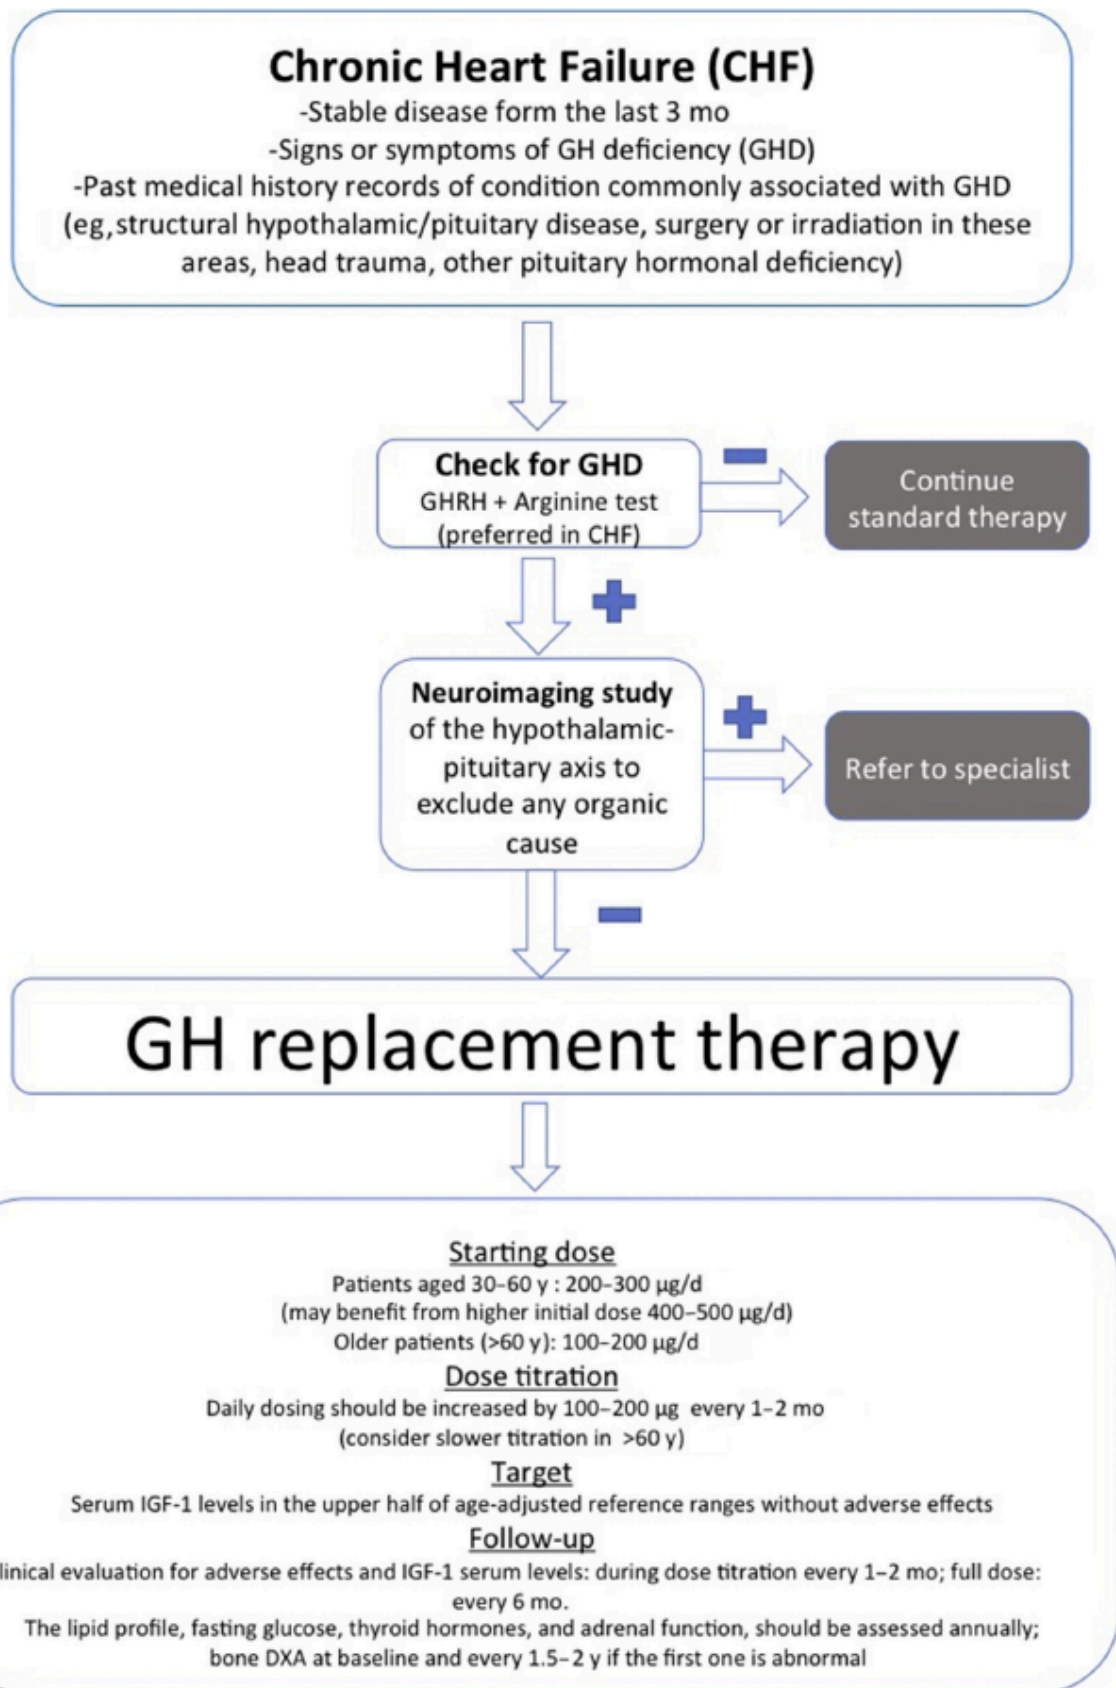 Chronic Heart Failure (CHF)
-Stable disease form the last 3 mo
-Signs or symptoms of GH deficiency (GHD)
-Past medical history records of condition commonly associated with GHD
(eg,structural hypothalamic/pituitary disease, surgery or irradiation in these
areas, head trauma, other pituitary hormonal deficiency)
Check for GHD
GHRH + Arginine test
(preferred in CHF)
Continue
standard therapy
Neuroimaging study
of the hypothalamic-
pituitary axis to
exclude any organic
cause
Refer to specialist
GH replacement therapy
Starting dose
Patients aged 30–60 y : 200–300 µg/d
(may benefit from higher initial dose 400–500 µg/d)
Older patients (>60 y): 100–200 µg/d
Dose titration
Daily dosing should be increased by 100–200 µg every 1–2 mo
(consider slower titration in >60 y)
Target
Serum IGF-1 levels in the upper half of age-adjusted reference ranges without adverse effects
Follow-up
linical evaluation for adverse effects and IGF-1 serum levels: during dose titration every 1–2 mo; full dose:
every 6 mo.
The lipid profile, fasting glucose, thyroid hormones, and adrenal function, should be assessed annually;
bone DXA at baseline and every 1.5–2 y if the first one is abnormal